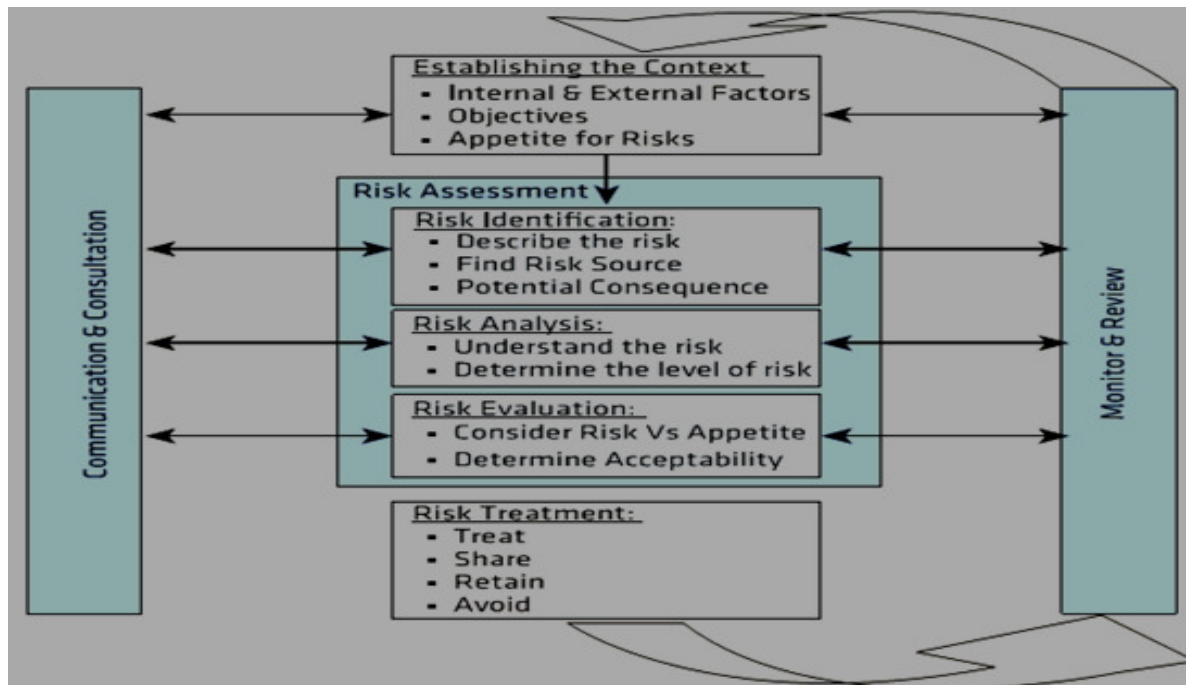 Establishing the Context
▪ Internal & External Factors
▪ Objectives
▪ Appetite for Risks
Risk Assessment
Risk Identification:
▪ Describe the risk
▪ Find Risk Source
▪ Potential Consequence
Risk Analysis:
▪ Understand the risk
▪ Determine the level of risk
Risk Evaluation:
▪ Consider Risk Vs Appetite
▪ Determine Acceptability
Risk Treatment:
▪ Treat
▪ Share
▪ Retain
▪ Avoid
Communication & Consultation
Monitor & Review